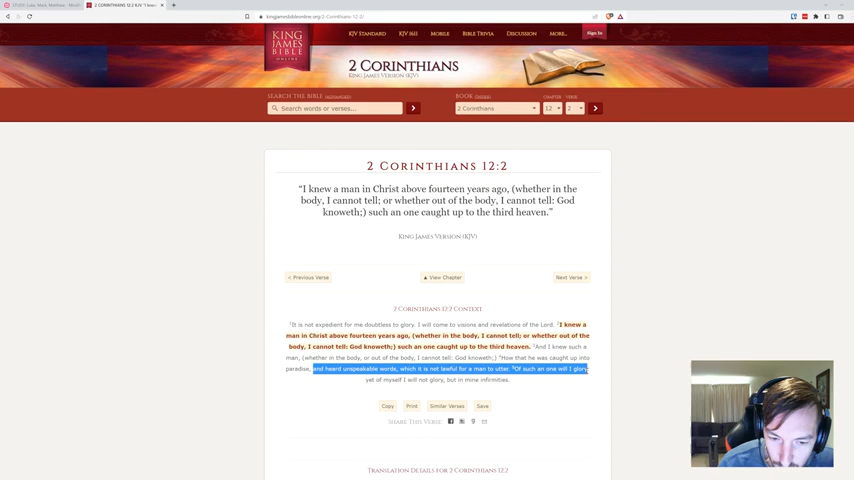 2 CORINTHIANS 12:2 KJV "I kne
kingjamesbibleonline.org/2-Corinthians-12-2/
KING
JAMES
BIBLE
ONLINE
KJV STANDARD
KJV 1611
MOBILE
BIBLE TRIVIA
DISCUSSION
MORE...
Sign In
2 CORINTHIANS
KING JAMES VERSION (KJV)
SEARCH THE BIBLE
BOOK
CHAPTER
VERSE
Search words or verses...
2 Corinthians
12
2
2 CORINTHIANS 12:2
“I knew a man in Christ above fourteen years ago, (whether in the
body, I cannot tell; or whether out of the body, I cannot tell: God
knoweth;) such an one caught up to the third heaven.”
KING JAMES VERSION (KJV)
< Previous Verse
▲ View Chapter
Next Verse >
2 CORINTHIANS 12:2 CONTEXT
1It is not expedient for me doubtless to glory. I will come to visions and revelations of the Lord. 2I knew a
man in Christ above fourteen years ago, (whether in the body, I cannot tell; or whether out of the
body, I cannot tell: God knoweth;) such an one caught up to the third heaven. 3And I knew such a
man, (whether in the body, or out of the body, I cannot tell: God knoweth;) 4How that he was caught up into
paradise, and heard unspeakable words, which it is not lawful for a man to utter. 5Of such an one will I glory:
yet of myself I will not glory, but in mine infirmities.
Copy
Print
Similar Verses
Save
SHARE THIS VERSE:
TRANSLATION DETAILS FOR 2 CORINTHIANS 12:2